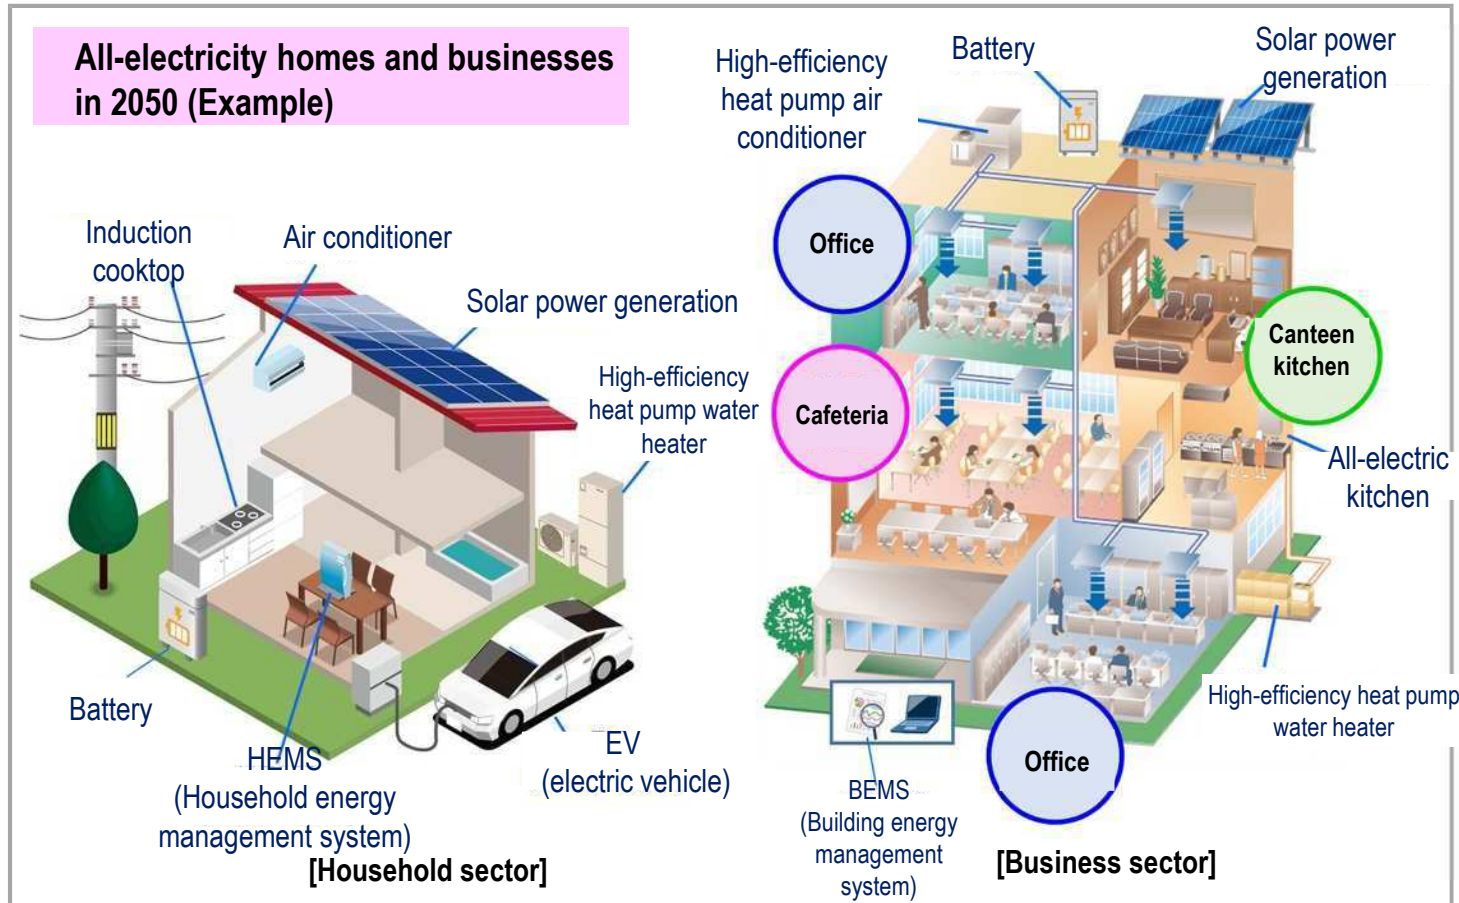 All-electricity homes and businesses
in 2050 (Example)
Induction
cooktop
Air conditioner
Solar power generation
High-efficiency
heat pump water
heater
Battery
HEMS
(Household energy
management system)
EV
(electric vehicle)
[Household sector]
High-efficiency
heat pump air
conditioner
Battery
Solar power
generation
Office
Cafeteria
Canteen
kitchen
All-electric
kitchen
High-efficiency heat pump
water heater
Office
BEMS
(Building energy
management
system)
[Business sector]